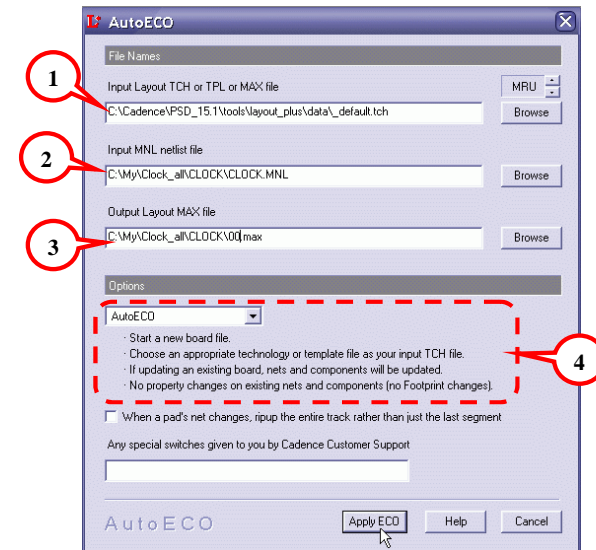 AutoECO
File Names
1
Input Layout TCH or TPL or MAX file
MRU
C:\Cadence\PSD_15.1\tools\layout_plus\data\_default.tch
Browse
2
Input MNL netlist file
C:\My\Clock_all\CLOCK\CLOCK.MNL
Browse
Output Layout MAX file
3
C:\My\Clock_all\CLOCK\00.max
Browse
Options
AutoECO
· Start a new board file.
· Choose an appropriate technology or template file as your input TCH file.
· If updating an existing board, nets and components will be updated.
· No property changes on existing nets and components (no Footprint changes).
4
When a pad's net changes, ripup the entire track rather than just the last segment
Any special switches given to you by Cadence Customer Support
AutoECO
Apply ECO
Help
Cancel